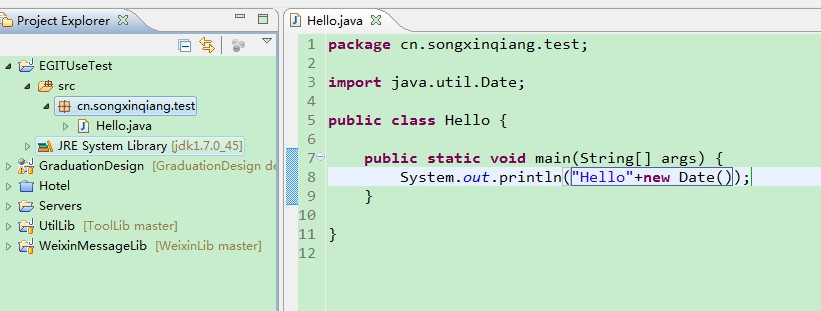 Project Explorer
EGITUseTest
src
cn.songxinqiang.test
Hello.java
JRE System Library [jdk1.7.0_45]
GraduationDesign [GraduationDesign de
Hotel
Servers
UtilLib [ToolLib master]
WeixinMessageLib [WeixinLib master]
Hello.java
1 package cn.songxinqiang.test;
2
3 import java.util.Date;
4
5 public class Hello {
6
7 public static void main(String[] args) {
8 System.out.println("Hello"+new Date());
9 }
10
11 }
12